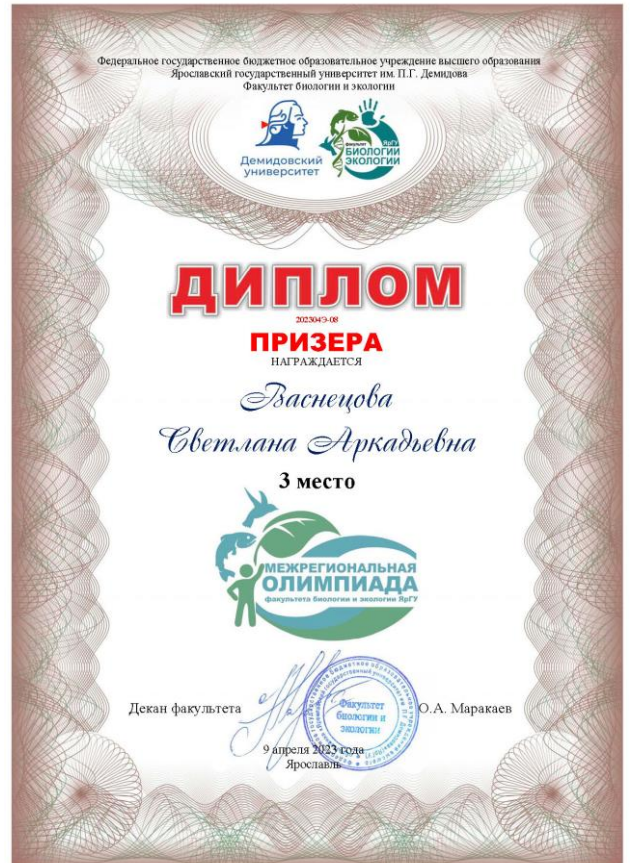 Федеральное государственное бюджетное образовательное учреждение высшего образования
Ярославский государственный университет им. П.Г. Демидова
Факультет биологии и экологии
Демидовский
университет
факультет ЯрГУ
БИОЛОГИИ
ЭКОЛОГИИ
ДИПЛОМ
202304Э-08
ПРИЗЕРА
НАГРАЖДАЕТСЯ
Васнецова
Светлана Аркадьевна
3 место
МЕЖРЕГИОНАЛЬНАЯ
ОЛИМПИАДА
факультета биологии и экологии ЯрГУ
Декан факультета
О.А. Маракаев
Факультет
биологии и
экологии
9 апреля 2023 года
Ярославль